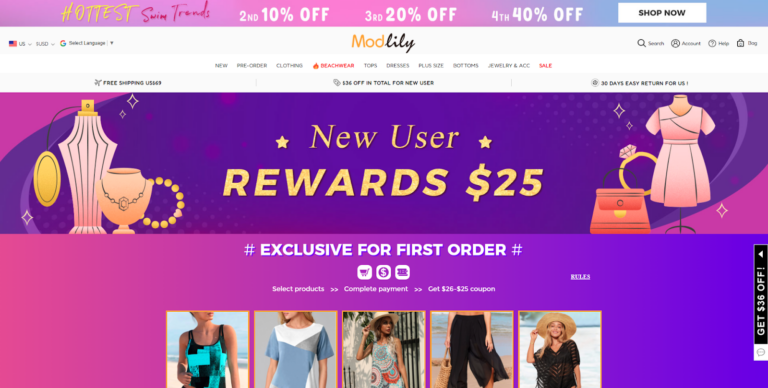 HOTTEST Swim Trends 2ND 10% OFF 3RD 20% OFF 4TH 40% OFF SHOP NOW
US $USD Select Language Modlily Search Account Help Bag
NEW PRE-ORDER CLOTHING BEACHWEAR TOPS DRESSES PLUS SIZE BOTTOMS JEWELRY & ACC SALE
FREE SHIPPING US$69 $36 OFF IN TOTAL FOR NEW USER 30 DAYS EASY RETURN FOR US !
New User
REWARDS $25
# EXCLUSIVE FOR FIRST ORDER #
RULES
Select products >> Complete payment >> Get $26-$25 coupon
GET $36 OFF!